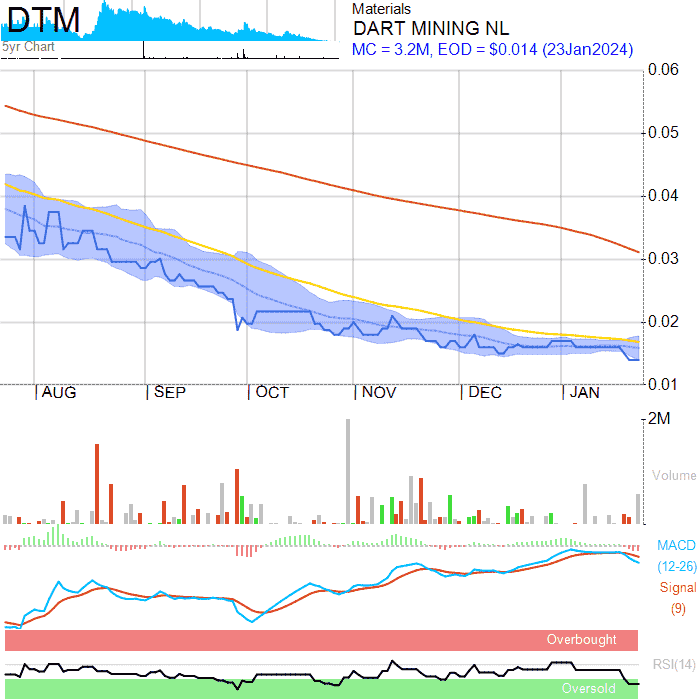 DTM
5yr Chart
Materials
DART MINING NL
MC = 3.2M, EOD = $0.014 (23Jan2024)
0.06
0.05
0.04
0.03
0.02
0.01
AUG SEP OCT NOV DEC JAN
2M
Volume
MACD
(12-26)
Signal
(9)
Overbought
RSI(14)
Oversold